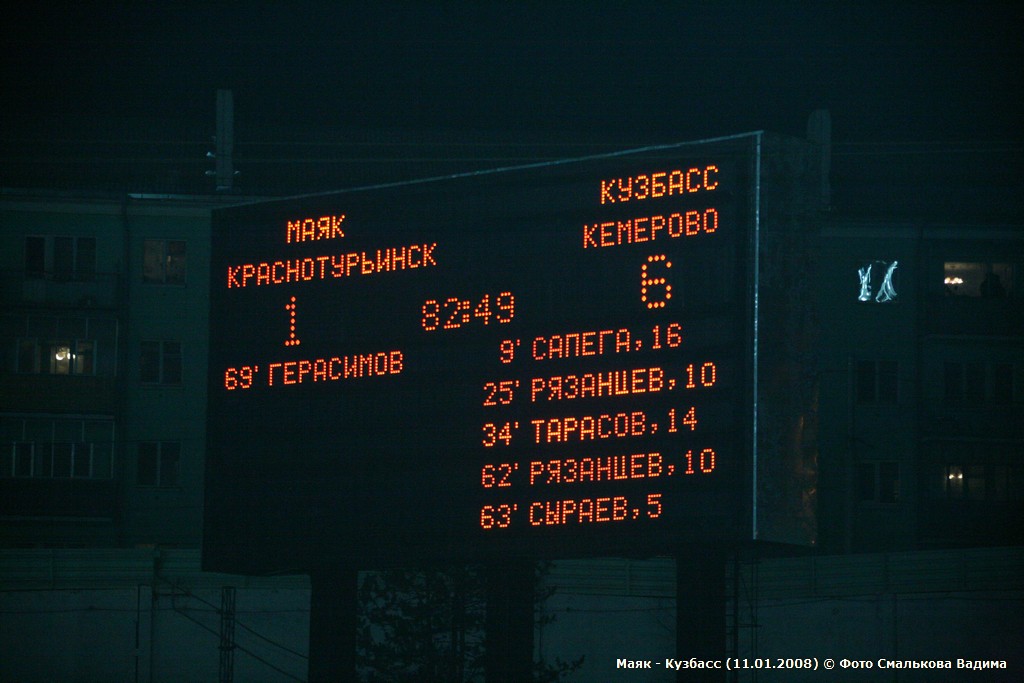 МАЯК
КРАСНОТУРЬИНСК
1
69' ГЕРАСИМОВ
82:49
КУЗБАСС
КЕМЕРОВО
6
9' САПЕГА,16
25' РЯЗАНЦЕВ,10
34' ТАРАСОВ,14
62' РЯЗАНЦЕВ,10
63' СЫРАЕВ,5
Маяк - Кузбасс (11.01.2008) © Фото Смалькова Вадима